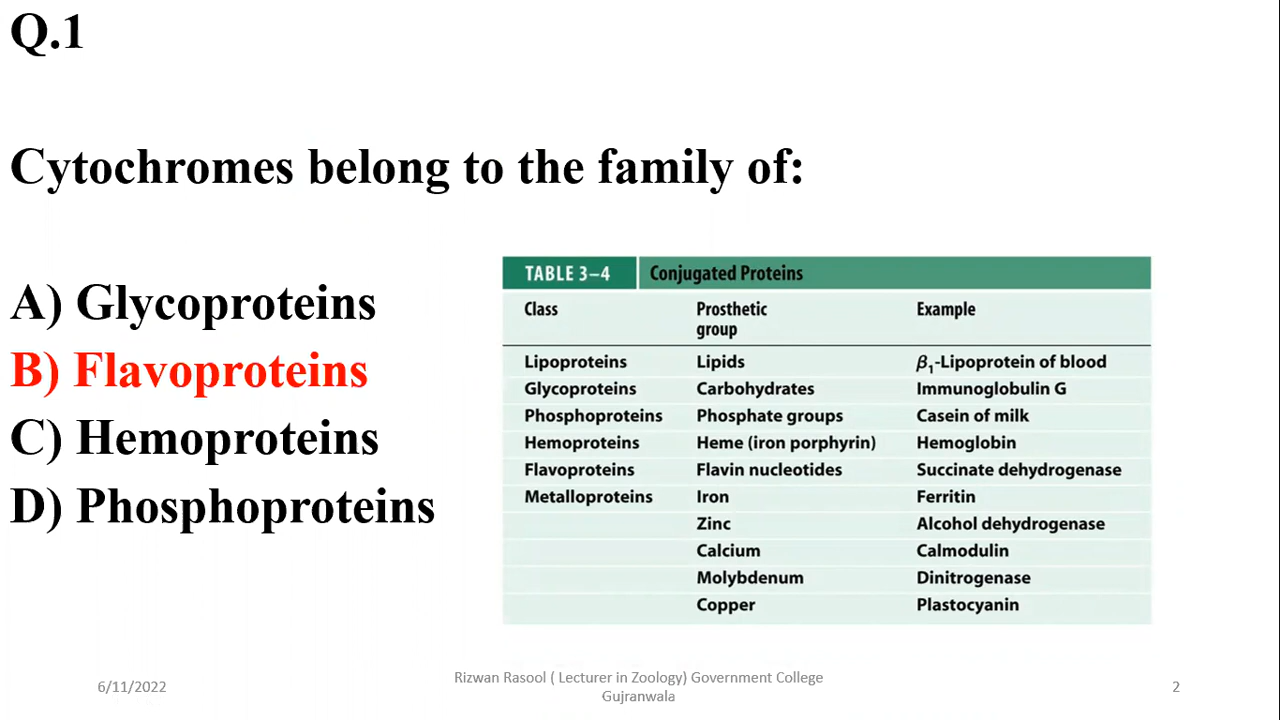 Q.1
Cytochromes belong to the family of:
A) Glycoproteins
B) Flavoproteins
C) Hemoproteins
D) Phosphoproteins
TABLE 3–4 Conjugated Proteins
Class Prosthetic group Example
Lipoproteins Lipids β1-Lipoprotein of blood
Glycoproteins Carbohydrates Immunoglobulin G
Phosphoproteins Phosphate groups Casein of milk
Hemoproteins Heme (iron porphyrin) Hemoglobin
Flavoproteins Flavin nucleotides Succinate dehydrogenase
Metalloproteins Iron Ferritin
Zinc Alcohol dehydrogenase
Calcium Calmodulin
Molybdenum Dinitrogenase
Copper Plastocyanin
6/11/2022
Rizwan Rasool ( Lecturer in Zoology) Government College
Gujranwala
2